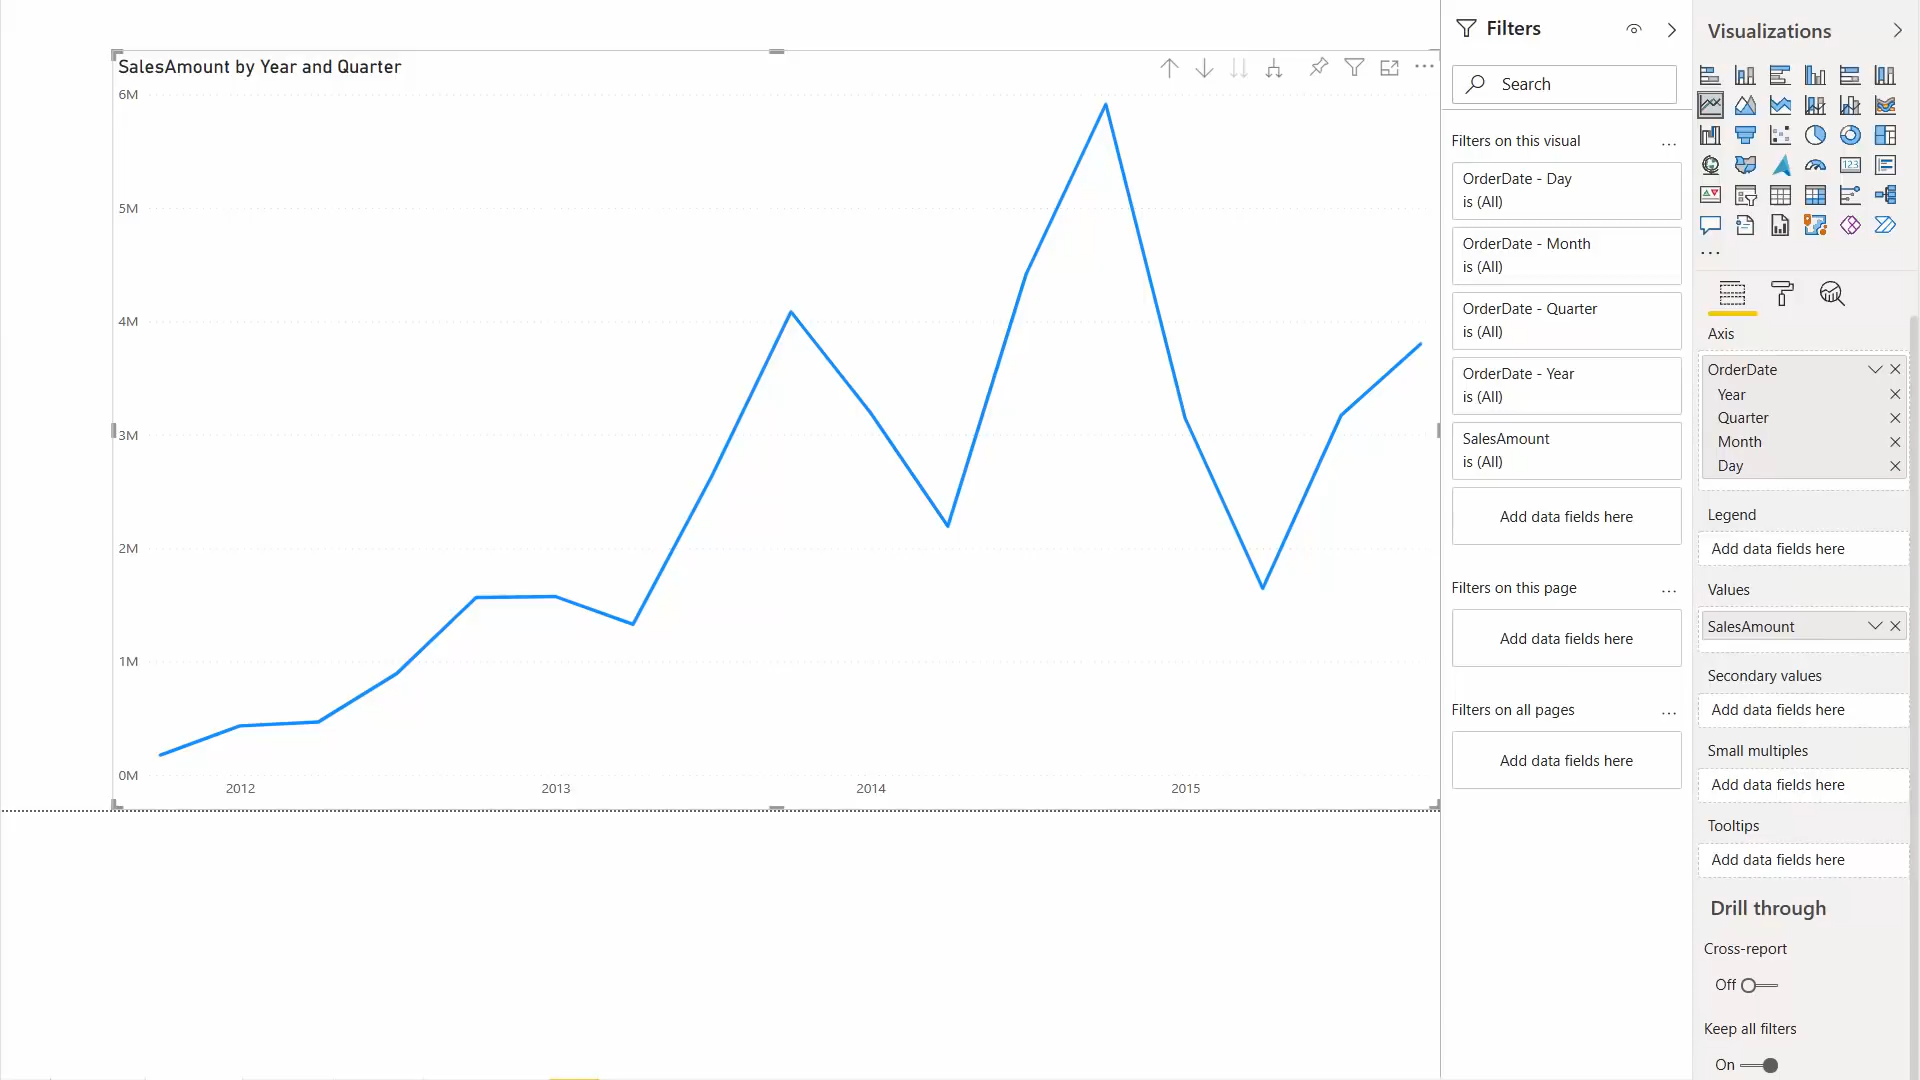 SalesAmount by Year and Quarter
6M
5M
4M
3M
2M
1M
0M
2012
2013
2014
2015
Filters
Search
Filters on this visual
...
OrderDate - Day
is (All)
OrderDate - Month
is (All)
OrderDate - Quarter
is (All)
OrderDate - Year
is (All)
SalesAmount
is (All)
Add data fields here
Filters on this page
...
Add data fields here
Filters on all pages
...
Add data fields here
Visualizations
123
...
Axis
OrderDate
Year
Quarter
Month
Day
Legend
Add data fields here
Values
SalesAmount
Secondary values
Add data fields here
Small multiples
Add data fields here
Tooltips
Add data fields here
Drill through
Cross-report
Off
Keep all filters
On